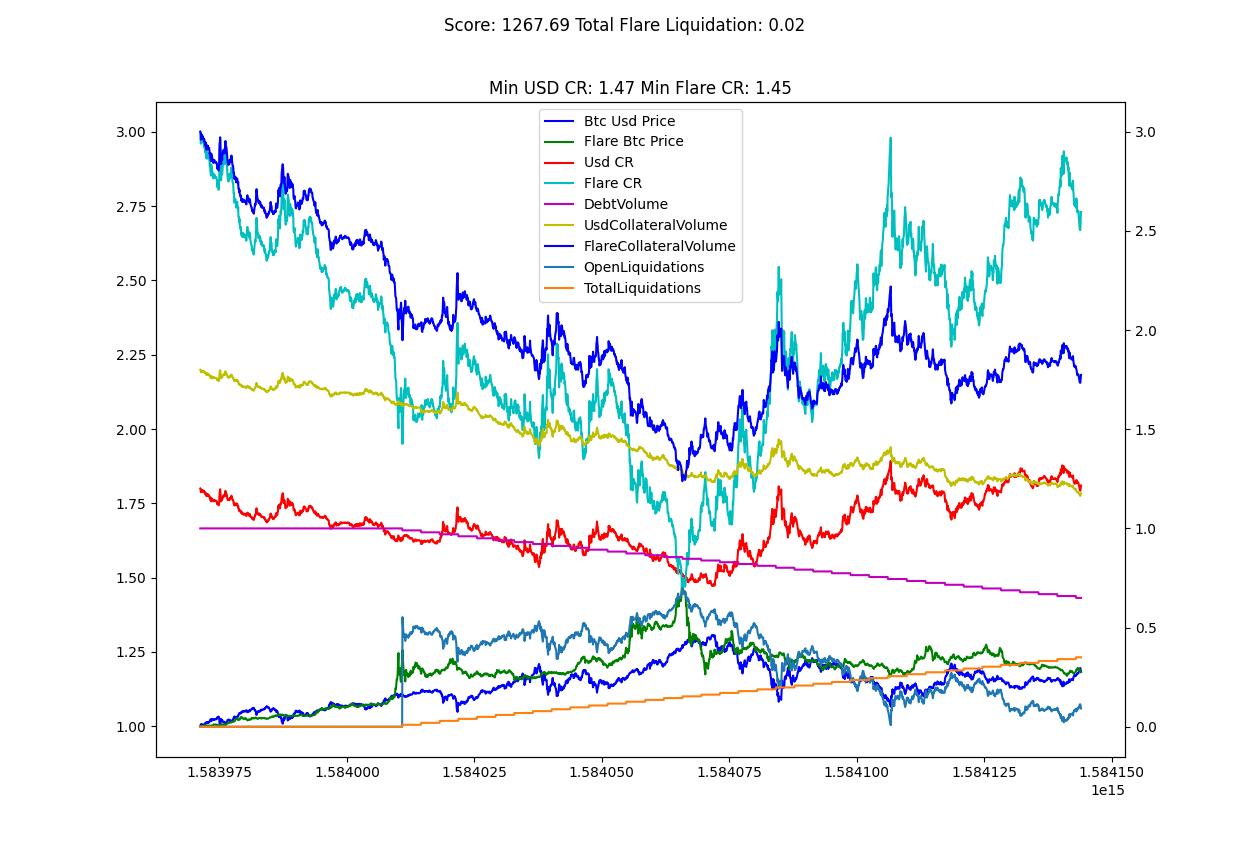 Score: 1267.69 Total Flare Liquidation: 0.02
Min USD CR: 1.47 Min Flare CR: 1.45
Btc Usd Price
Flare Btc Price
Usd CR
Flare CR
DebtVolume
UsdCollateralVolume
FlareCollateralVolume
OpenLiquidations
TotalLiquidations
3.00
2.75
2.50
2.25
2.00
1.75
1.50
1.25
1.00
3.0
2.5
2.0
1.5
1.0
0.5
0.0
1.583975 1.584000 1.584025 1.584050 1.584075 1.584100 1.584125 1.584150
1e15